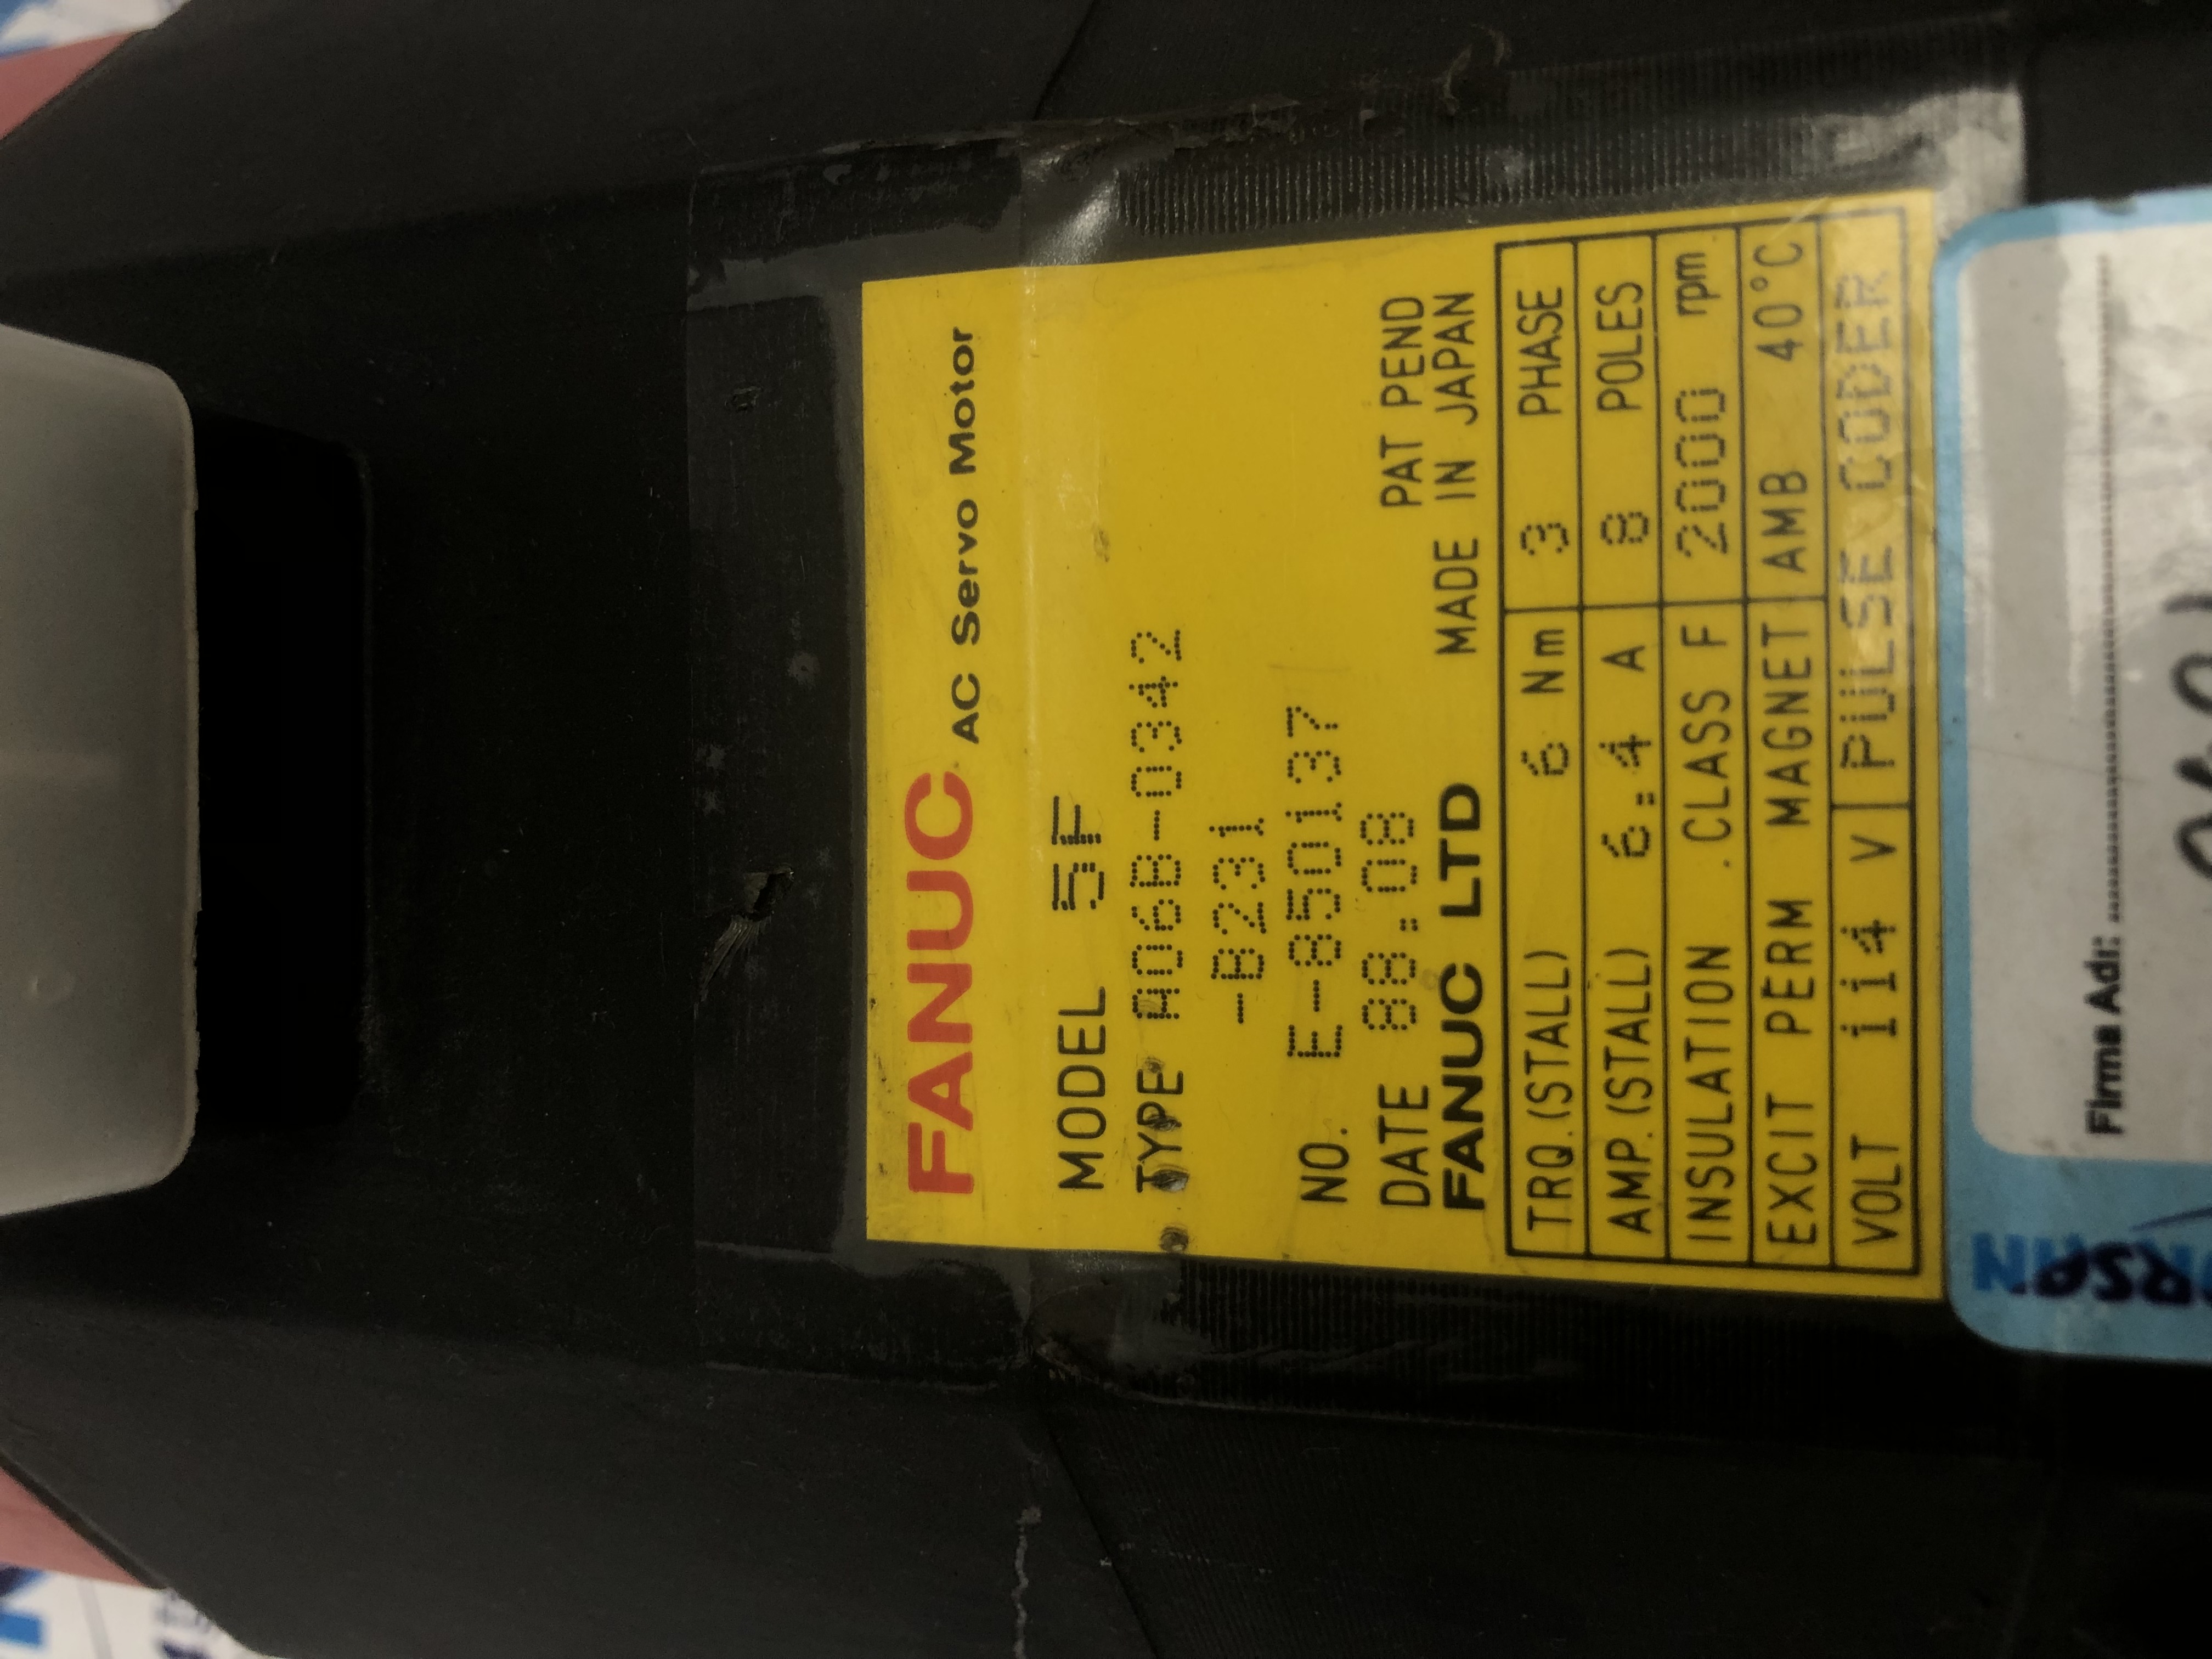 FANUC AC Servo Motor
MODEL 5F
TYPE A06B-0342
-B231
NO. E-8501137
DATE 88.08
PAT PEND
FANUC LTD MADE IN JAPAN
TRQ.(STALL) 6 Nm 3 PHASE
AMP.(STALL) 6.4 A 8 POLES
INSULATION .CLASS F 2000 rpm
EXCIT PERM MAGNET AMB 40°C
VOLT 114 V PULSE CODER
Firma Adı: